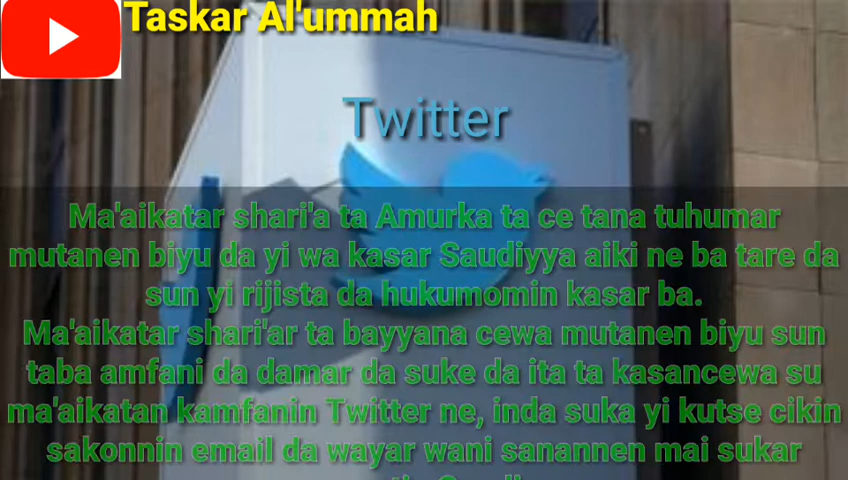 Taskar Al'ummah
Twitter
Ma'aikatar shari'a ta Amurka ta ce tana tuhumar
mutanen biyu da yi wa kasar Saudiyya aiki ne ba tare da
sun yi rijista da hukumomin kasar ba.
Ma'aikatar shari'ar ta bayyana cewa mutanen biyu sun
taba amfani da damar da suke da ita ta kasancewa su
ma'aikatan kamfanin Twitter ne, inda suka yi kutse cikin
sakonnin email da wayar wani sanannen mai sukar